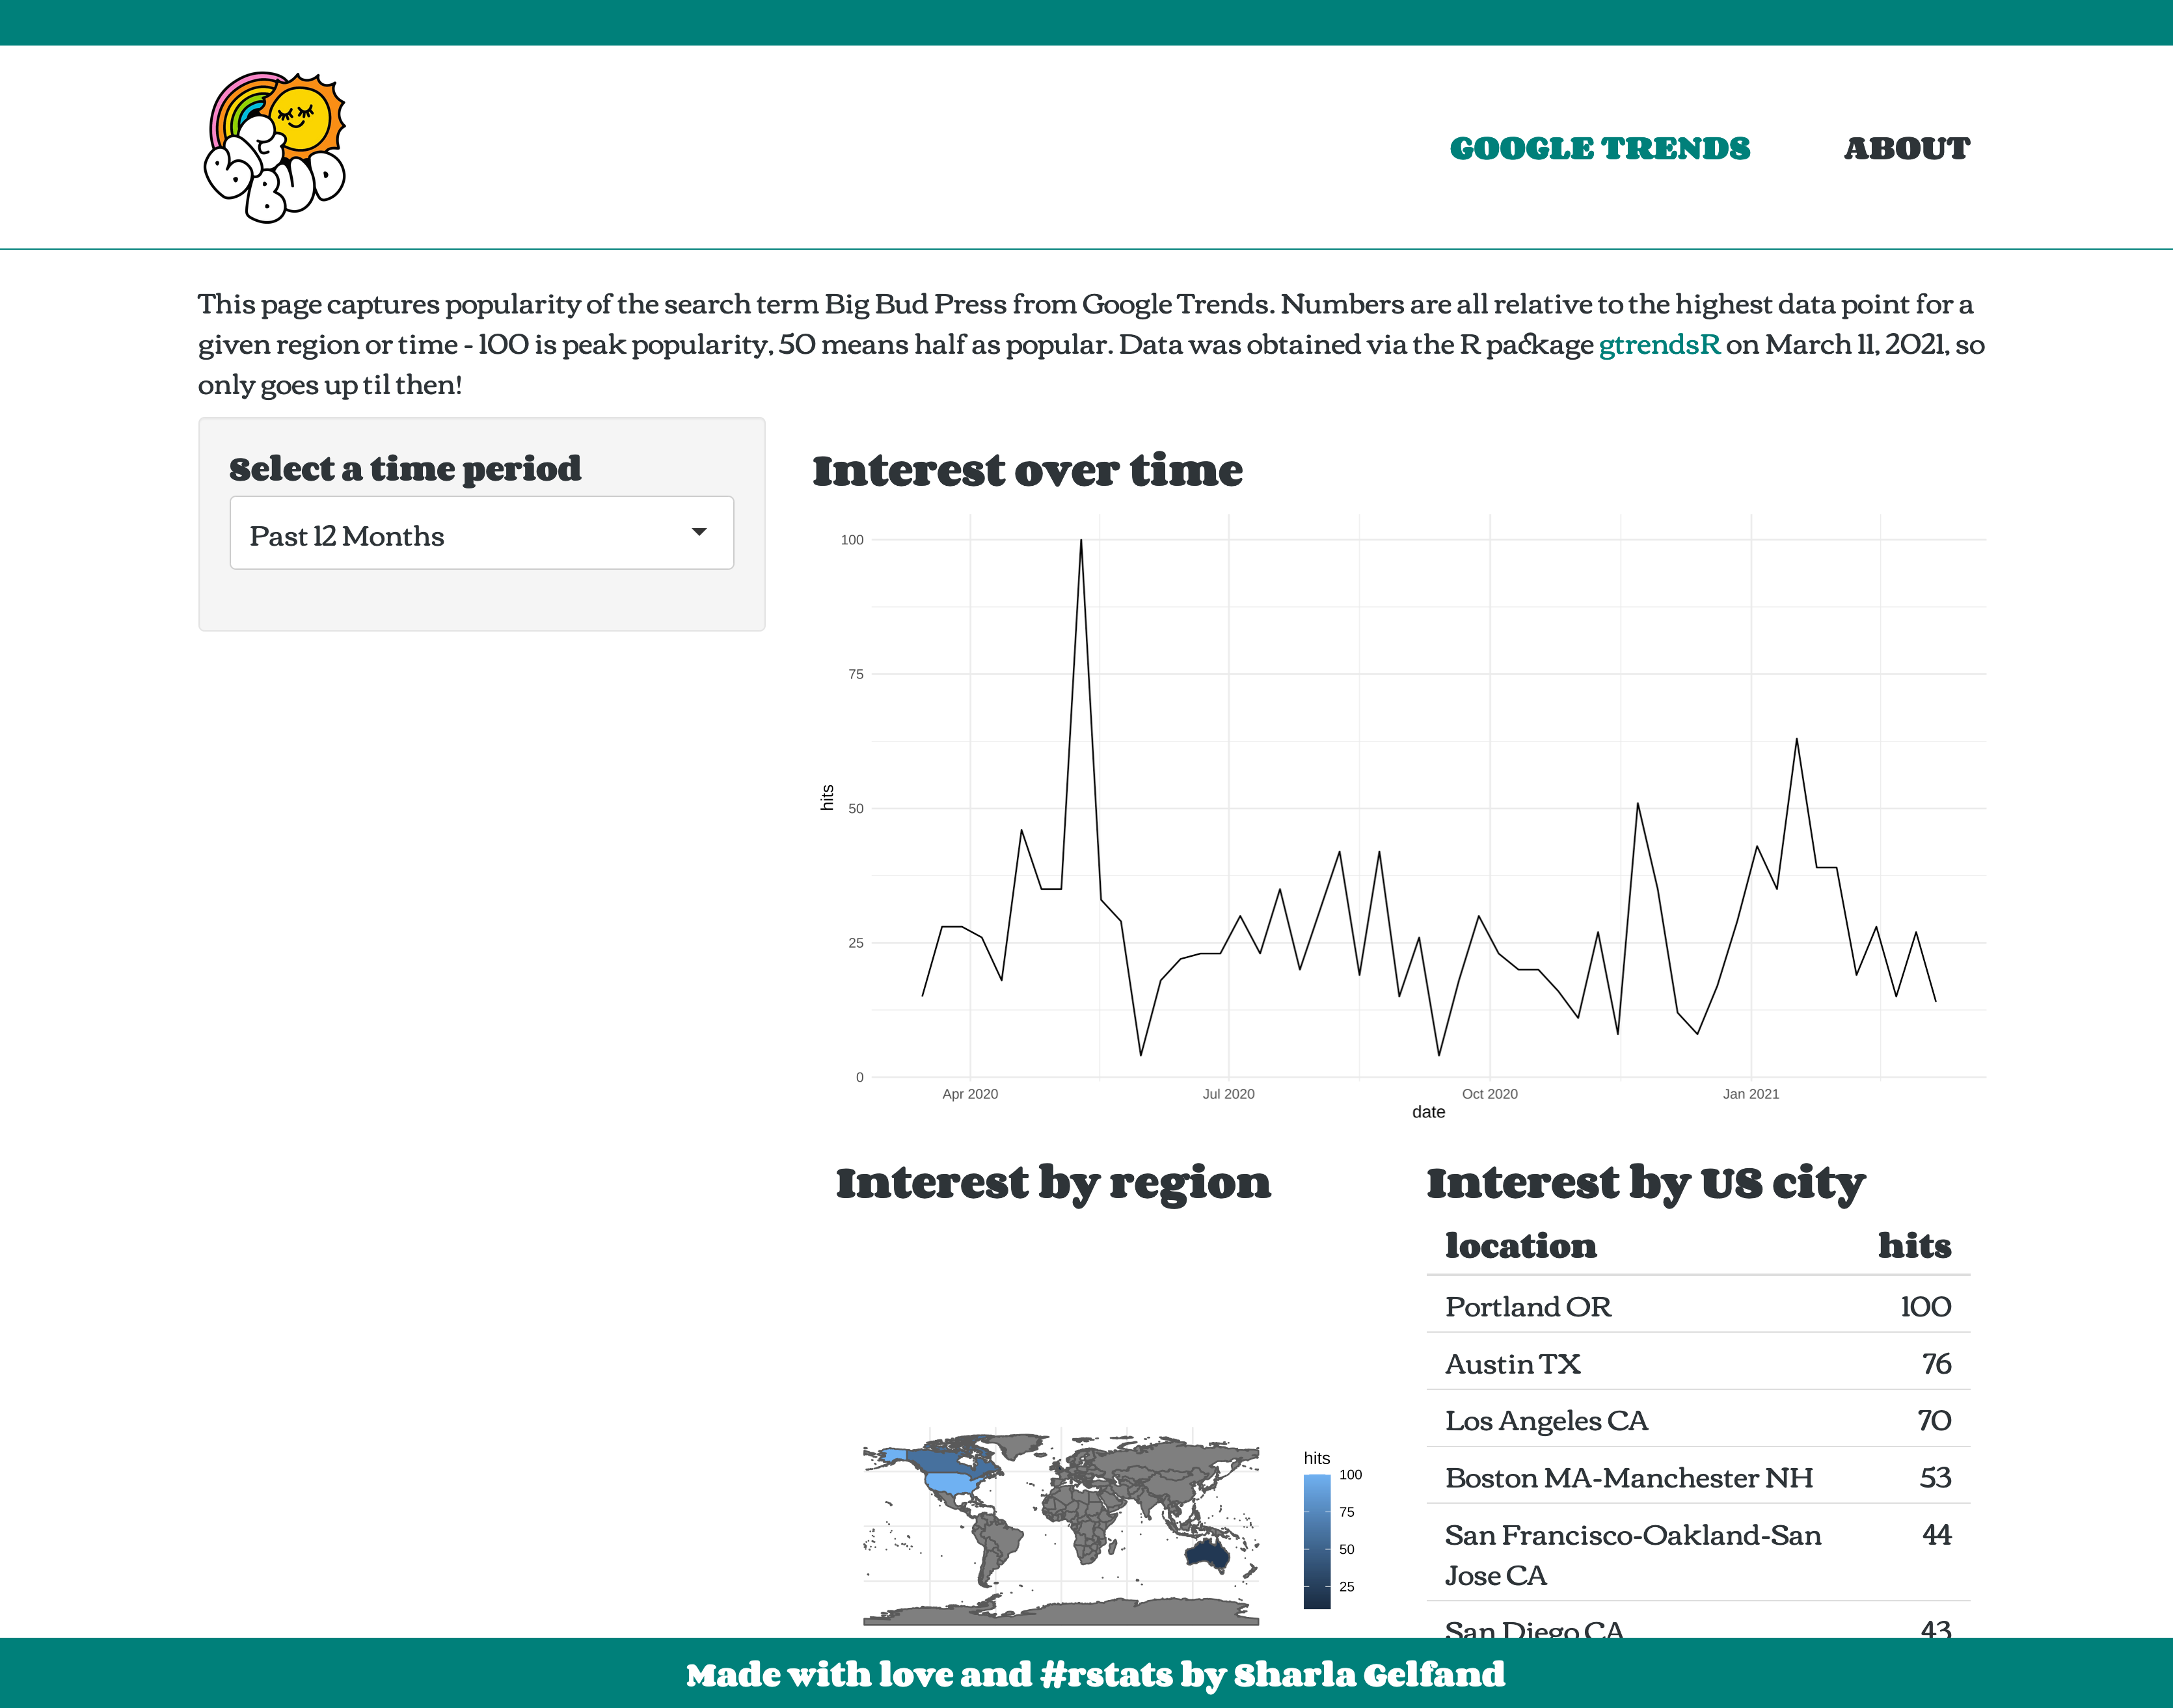 BIG
BUD
GOOGLE TRENDS
ABOUT
This page captures popularity of the search term Big Bud Press from Google Trends. Numbers are all relative to the highest data point for a
given region or time - 100 is peak popularity, 50 means half as popular. Data was obtained via the R package gtrendsR on March 11, 2021, so
only goes up til then!
Select a time period
Past 12 Months
Interest over time
100
75
50
25
0
hits
Apr 2020
Jul 2020
Oct 2020
Jan 2021
date
Interest by region
hits
100
75
50
25
Interest by US city
location hits
Portland OR 100
Austin TX 76
Los Angeles CA 70
Boston MA-Manchester NH 53
San Francisco-Oakland-San 44
Jose CA
San Diego CA 43
Made with love and #rstats by Sharla Gelfand